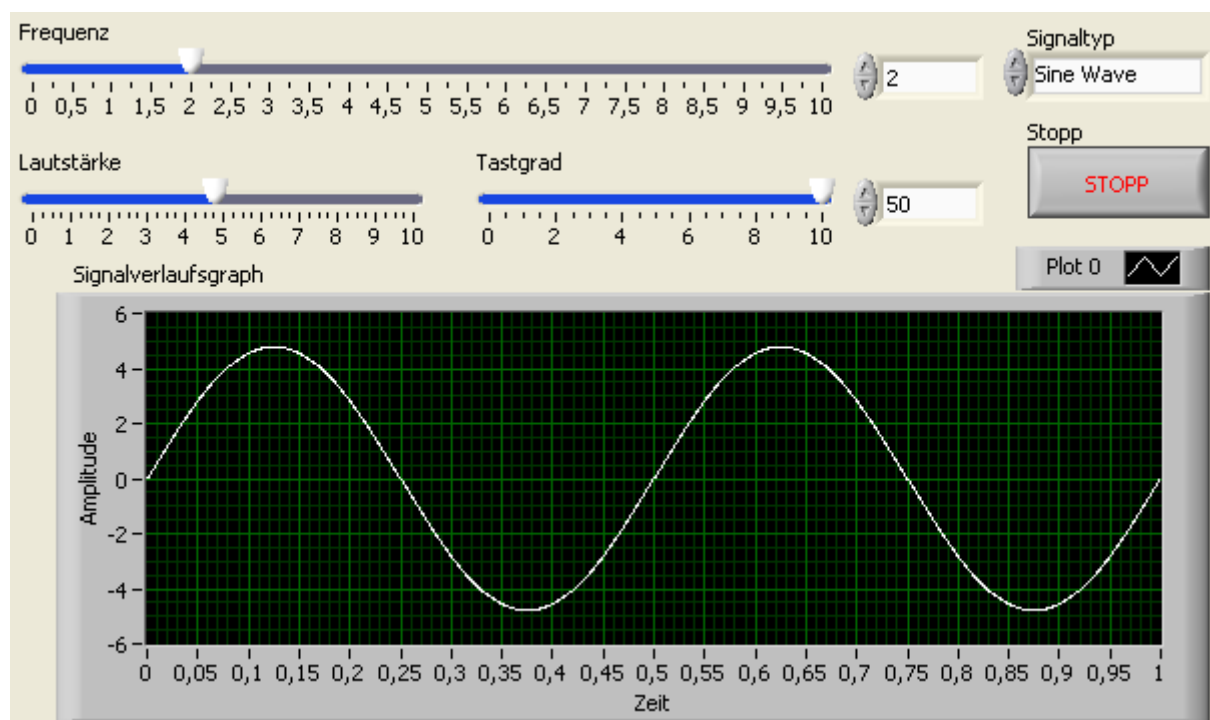 Frequenz
0 0,5 1 1,5 2 2,5 3 3,5 4 4,5 5 5,5 6 6,5 7 7,5 8 8,5 9 9,5 10
2
Signaltyp
Sine Wave
Lautstärke
0 1 2 3 4 5 6 7 8 9 10
Tastgrad
0 2 4 6 8 10
50
Stopp
STOPP
Signalverlaufsgraph
Plot 0
Amplitude
6
4
2
0
-2
-4
-6
0 0,05 0,1 0,15 0,2 0,25 0,3 0,35 0,4 0,45 0,5 0,55 0,6 0,65 0,7 0,75 0,8 0,85 0,9 0,95 1
Zeit